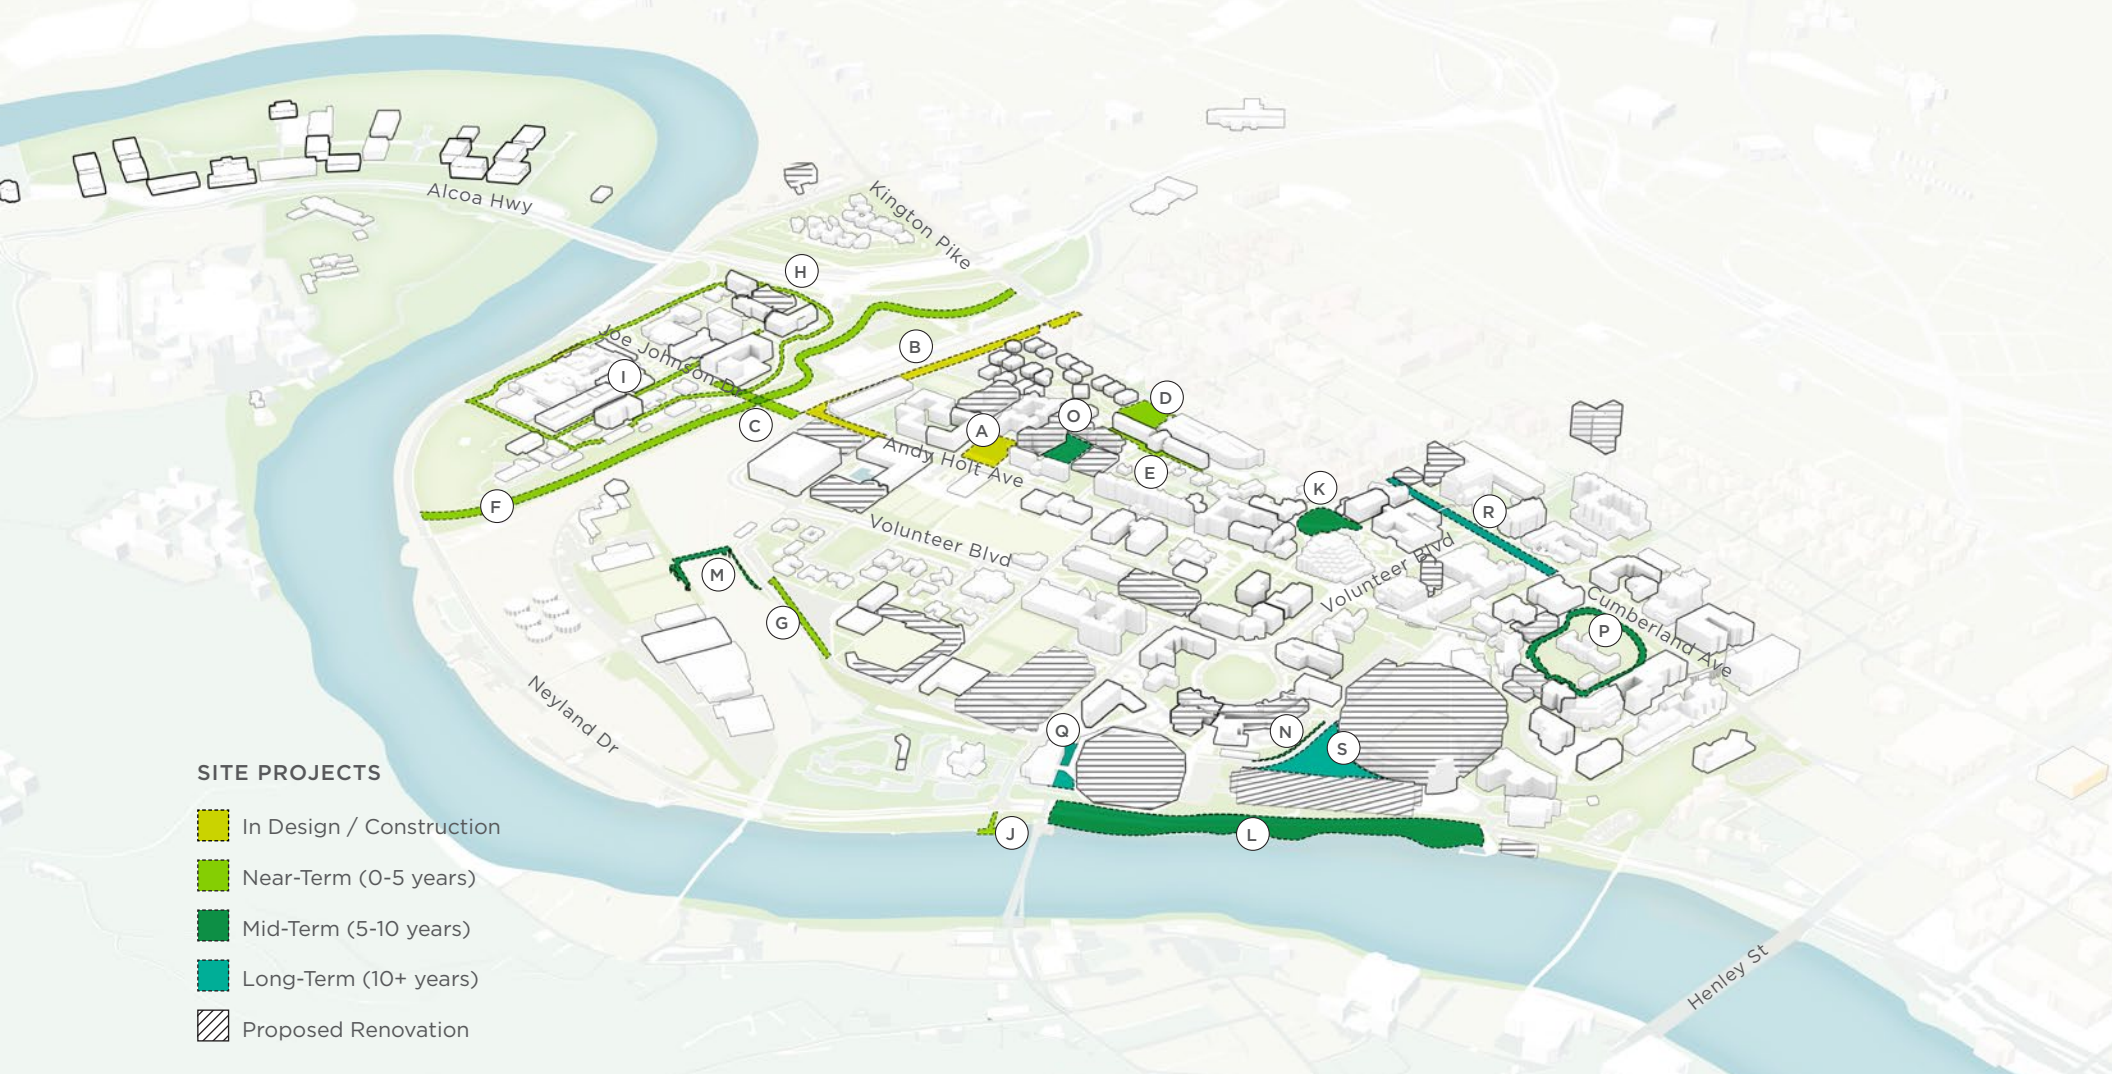 Alcoa Hwy
Kington Pike
H
Joe Johnson Dr
B
I
D
C
O
A
Andy Holt Ave
E
F
K
R
Volunteer Blvd
Volunteer Blvd
M
G
Cumberland Ave
P
Neyland Dr
Q
N
S
J
L
Henley St
SITE PROJECTS
In Design / Construction
Near-Term (0-5 years)
Mid-Term (5-10 years)
Long-Term (10+ years)
Proposed Renovation